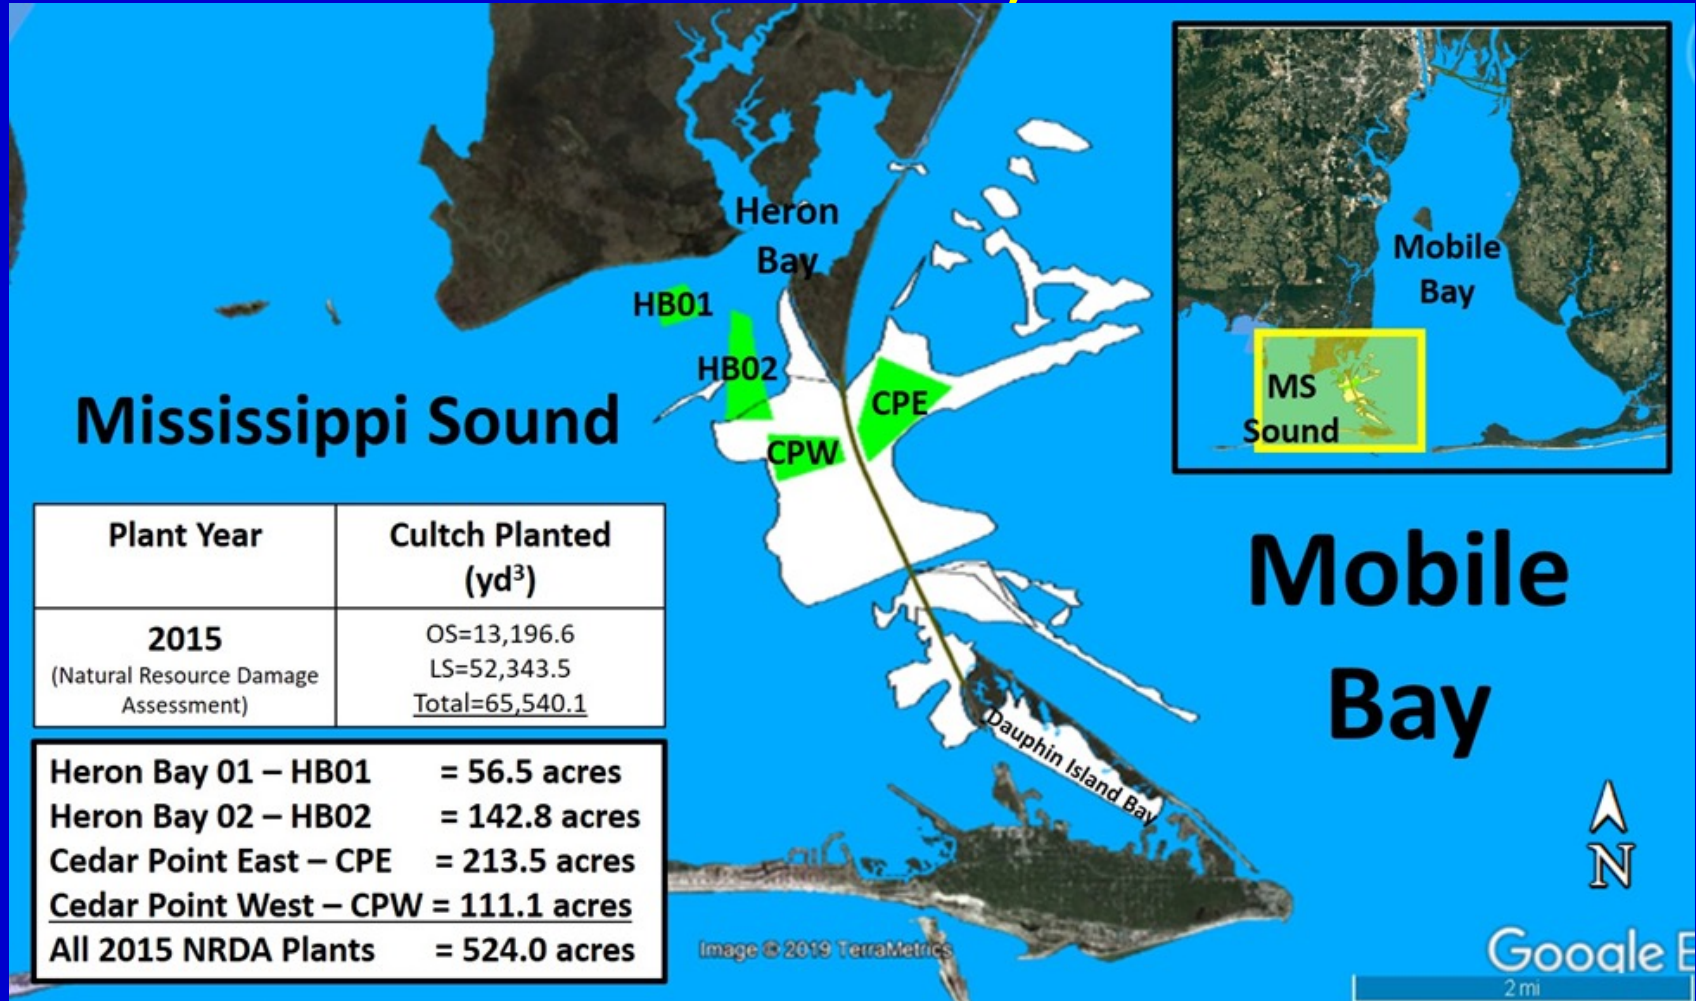 Heron
Bay
HB01
HB02
CPE
CPW
Mississippi Sound
Mobile
Bay
MS
Sound
Mobile
Bay
Dauphin Island Bay
Plant Year
Cultch Planted
(yd³)
2015
(Natural Resource Damage
Assessment)
OS=13,196.6
LS=52,343.5
Total=65,540.1
Heron Bay 01 – HB01 = 56.5 acres
Heron Bay 02 – HB02 = 142.8 acres
Cedar Point East – CPE = 213.5 acres
Cedar Point West – CPW = 111.1 acres
All 2015 NRDA Plants = 524.0 acres
Image © 2019 TerraMetrics
N
Google E
2 mi